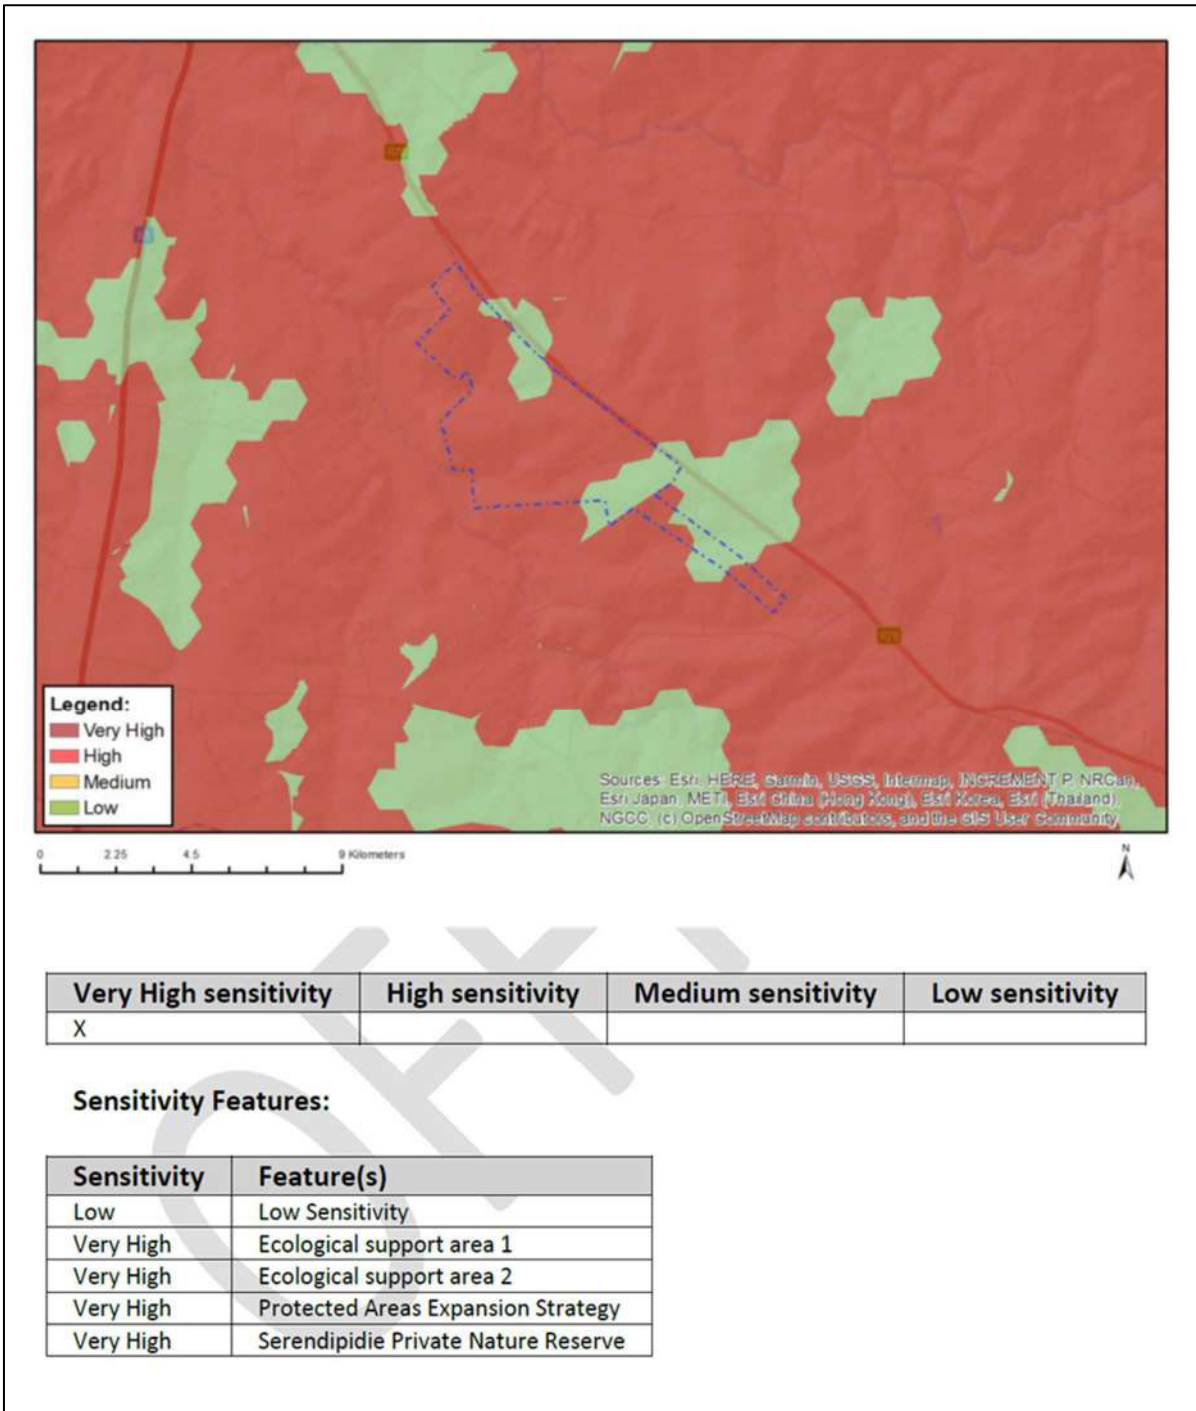 Legend:
Very High
High
Medium
Low
Sources: Esri, HERE, Garmin, USGS, Intermap, INCREMENT P, NRCan,
Esri Japan, METI, Esri China (Hong Kong), Esri Korea, Esri (Thailand),
NGCC, (c) OpenStreetMap contributors, and the GIS User Community
0 2.25 4.5 9 Kilometers
N
Very High sensitivity High sensitivity Medium sensitivity Low sensitivity
X
Sensitivity Features:
Sensitivity Feature(s)
Low Low Sensitivity
Very High Ecological support area 1
Very High Ecological support area 2
Very High Protected Areas Expansion Strategy
Very High Serendipidie Private Nature Reserve